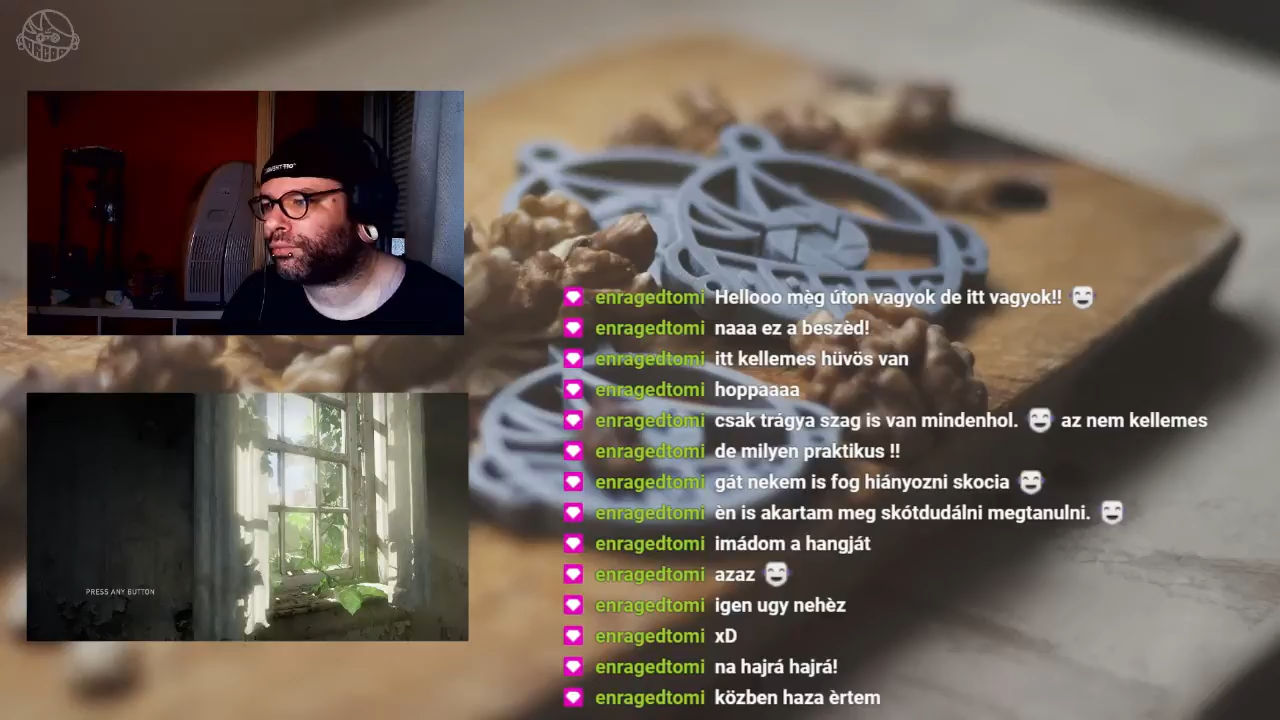 enragedtomi Hellooo mèg úton vagyok de itt vagyok!!
enragedtomi naaa ez a beszèd!
enragedtomi itt kellemes hüvös van
enragedtomi hoppaaaa
enragedtomi csak trágya szag is van mindenhol. az nem kellemes
enragedtomi de milyen praktikus !!
enragedtomi gát nekem is fog hiányozni skocia
enragedtomi èn is akartam meg skótdudálni megtanulni.
enragedtomi imádom a hangját
enragedtomi azaz
enragedtomi igen ugy nehèz
enragedtomi xD
enragedtomi na hajrá hajrá!
enragedtomi közben haza èrtem
PRESS ANY BUTTON